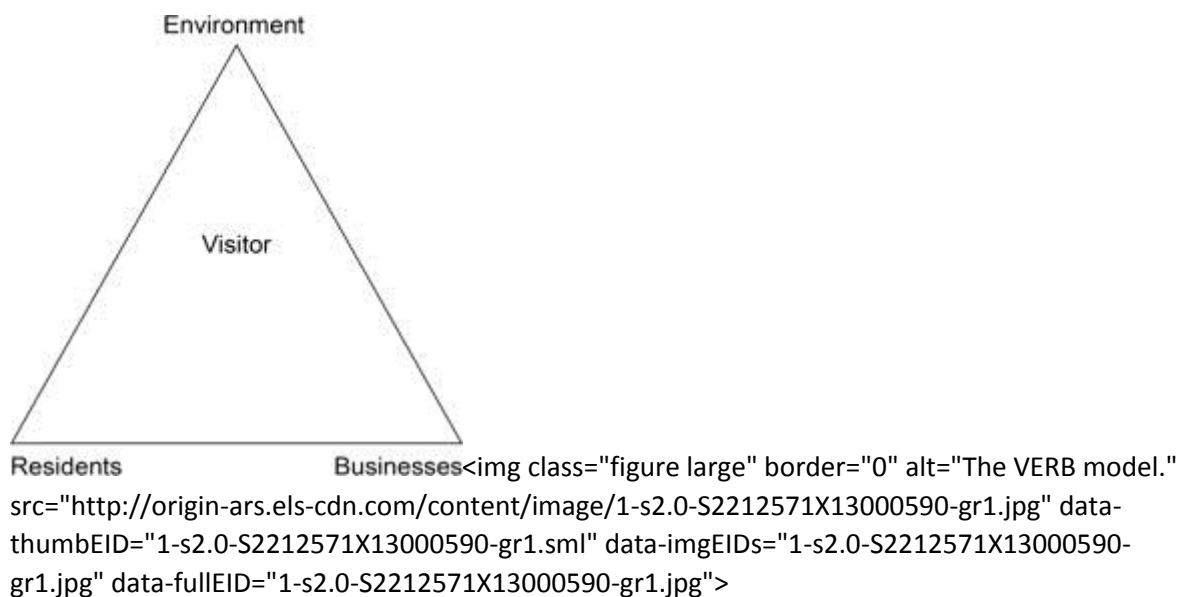 Environment
Visitor
Residents Businesses<img class="figure large" border="0" alt="The VERB model."
src="http://origin-ars.els-cdn.com/content/image/1-s2.0-S2212571X13000590-gr1.jpg" data-
thumbEID="1-s2.0-S2212571X13000590-gr1.sml" data-imgEIDs="1-s2.0-S2212571X13000590-
gr1.jpg" data-fullEID="1-s2.0-S2212571X13000590-gr1.jpg">